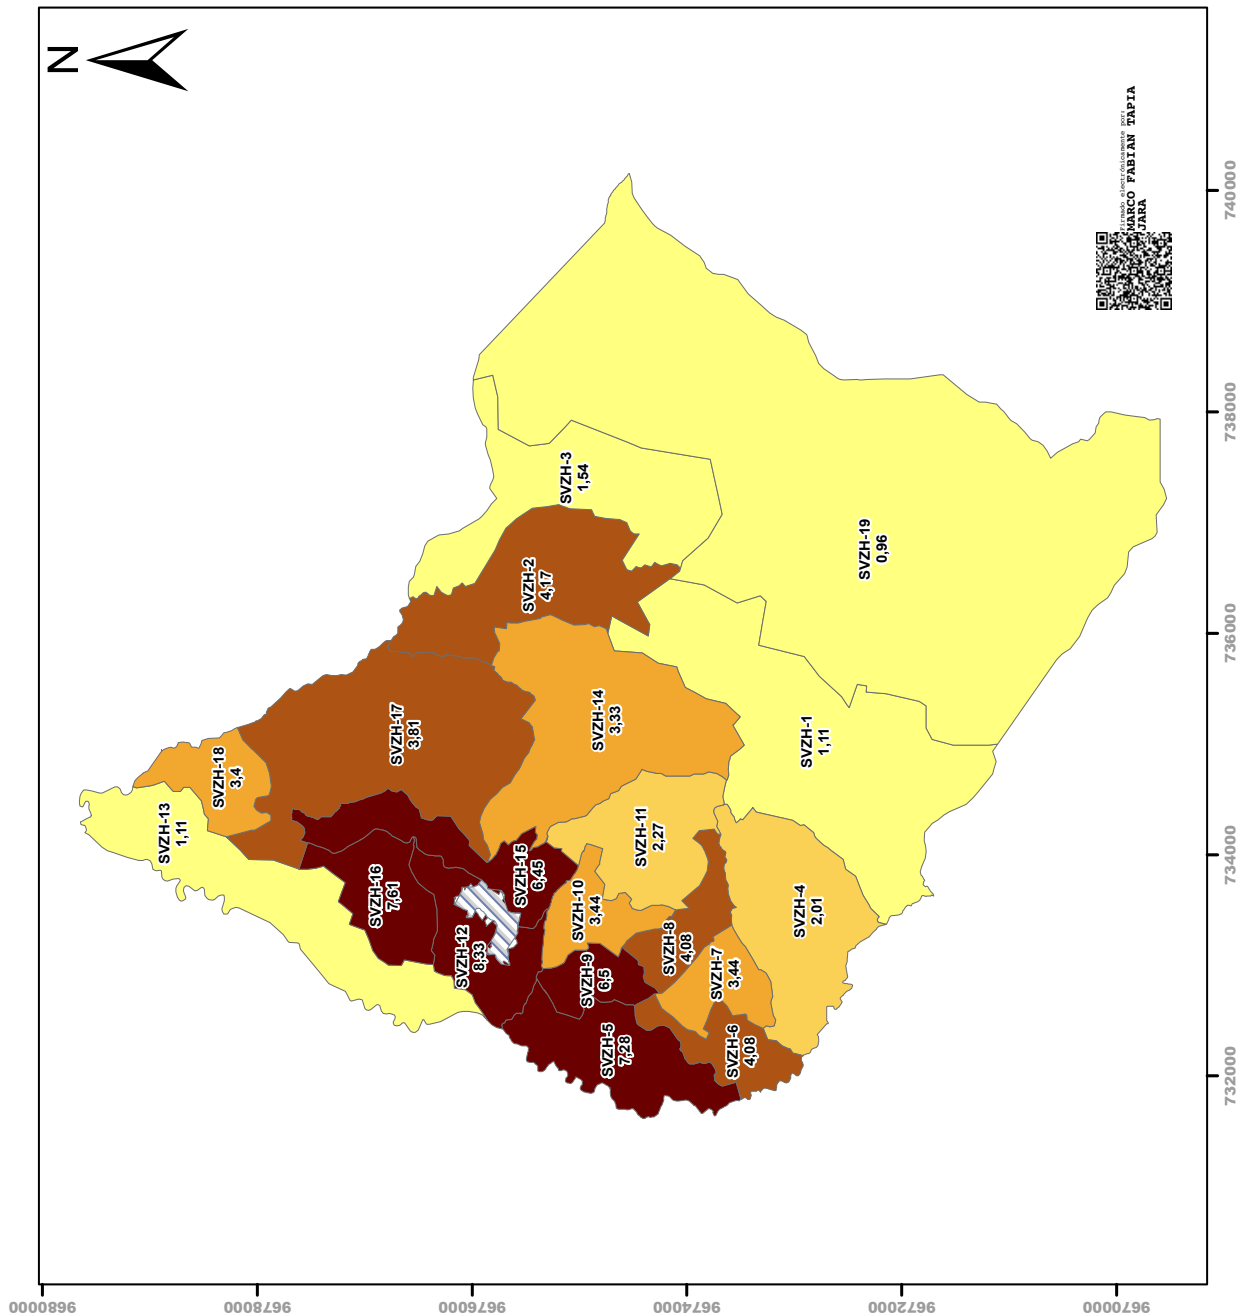 N
9680000
SVZH-13
1,11
SVZH-18
3,4
9678000
SVZH-16
7,61
SVZH-17
3,81
SVZH-12
8,33
9676000
SVZH-15
6,45
SVZH-2
4,17
SVZH-3
1,54
SVZH-10
3,44
SVZH-9
6,5
SVZH-14
3,33
SVZH-5
7,28
SVZH-11
2,27
SVZH-8
4,08
9674000
SVZH-7
3,44
SVZH-6
4,08
SVZH-4
2,01
SVZH-1
1,11
SVZH-19
0,96
9672000
9670000
Firmado electrónicamente por:
MARCO FABIAN TAPIA
JARA
732000
734000
736000
738000
740000